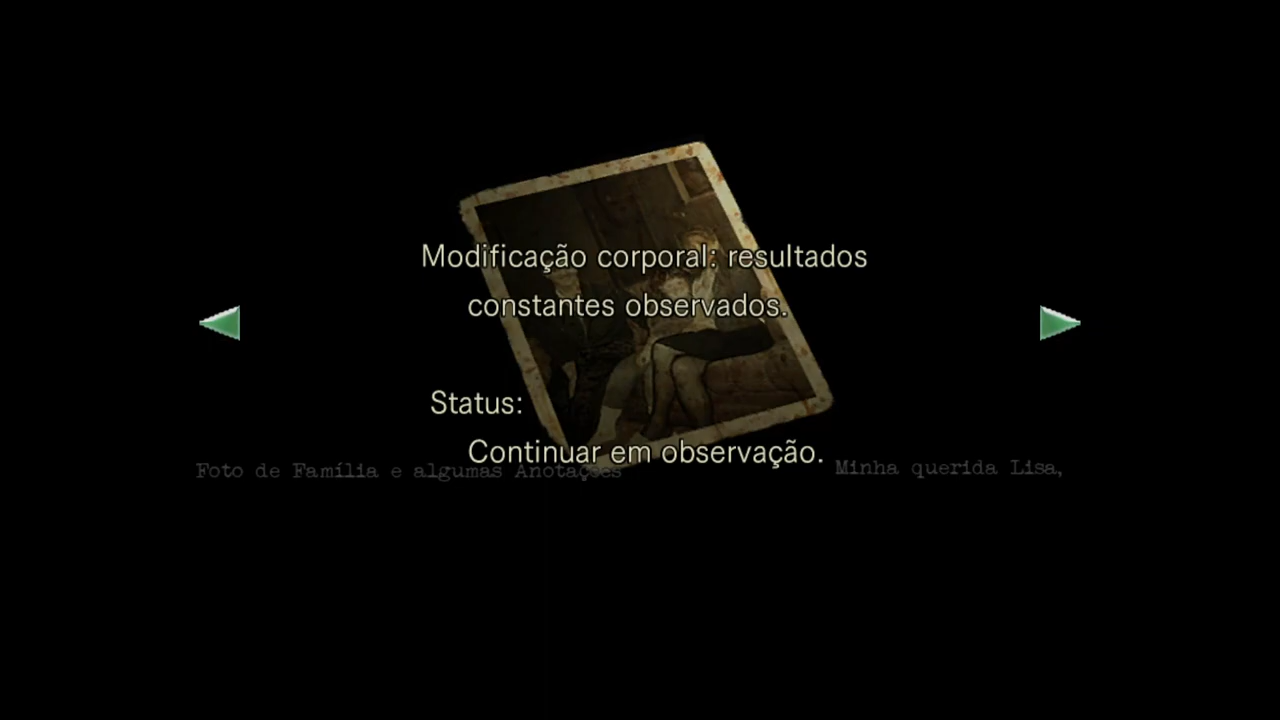 Modificação corporal: resultados
constantes observados.
Status:
Continuar em observação.
Foto de Família e algumas Anotações
Minha querida Lisa,